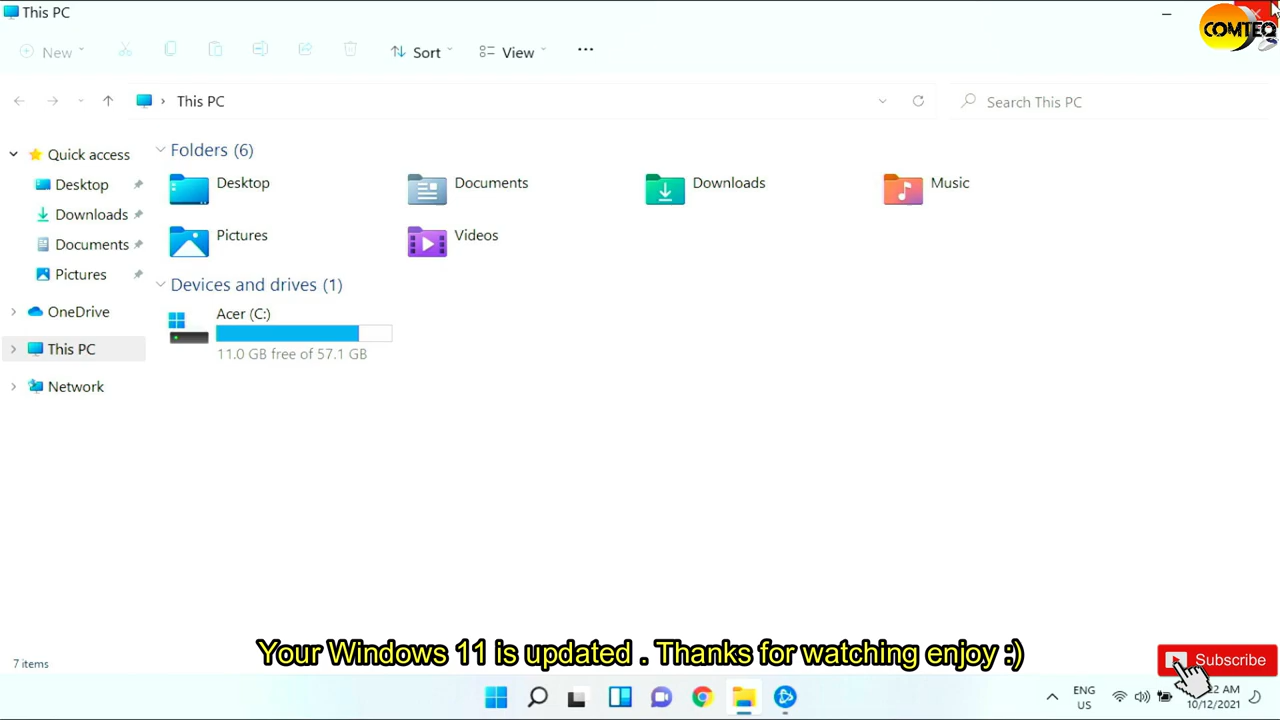 This PC
COMTEQ
New
Sort
View
This PC
Search This PC
Quick access
Desktop
Downloads
Documents
Pictures
OneDrive
This PC
Network
Folders (6)
Desktop
Documents
Downloads
Music
Pictures
Videos
Devices and drives (1)
Acer (C:)
11.0 GB free of 57.1 GB
Your Windows 11 is updated . Thanks for watching enjoy :)
7 items
Subscribe
ENG
US
22 AM
10/12/2021